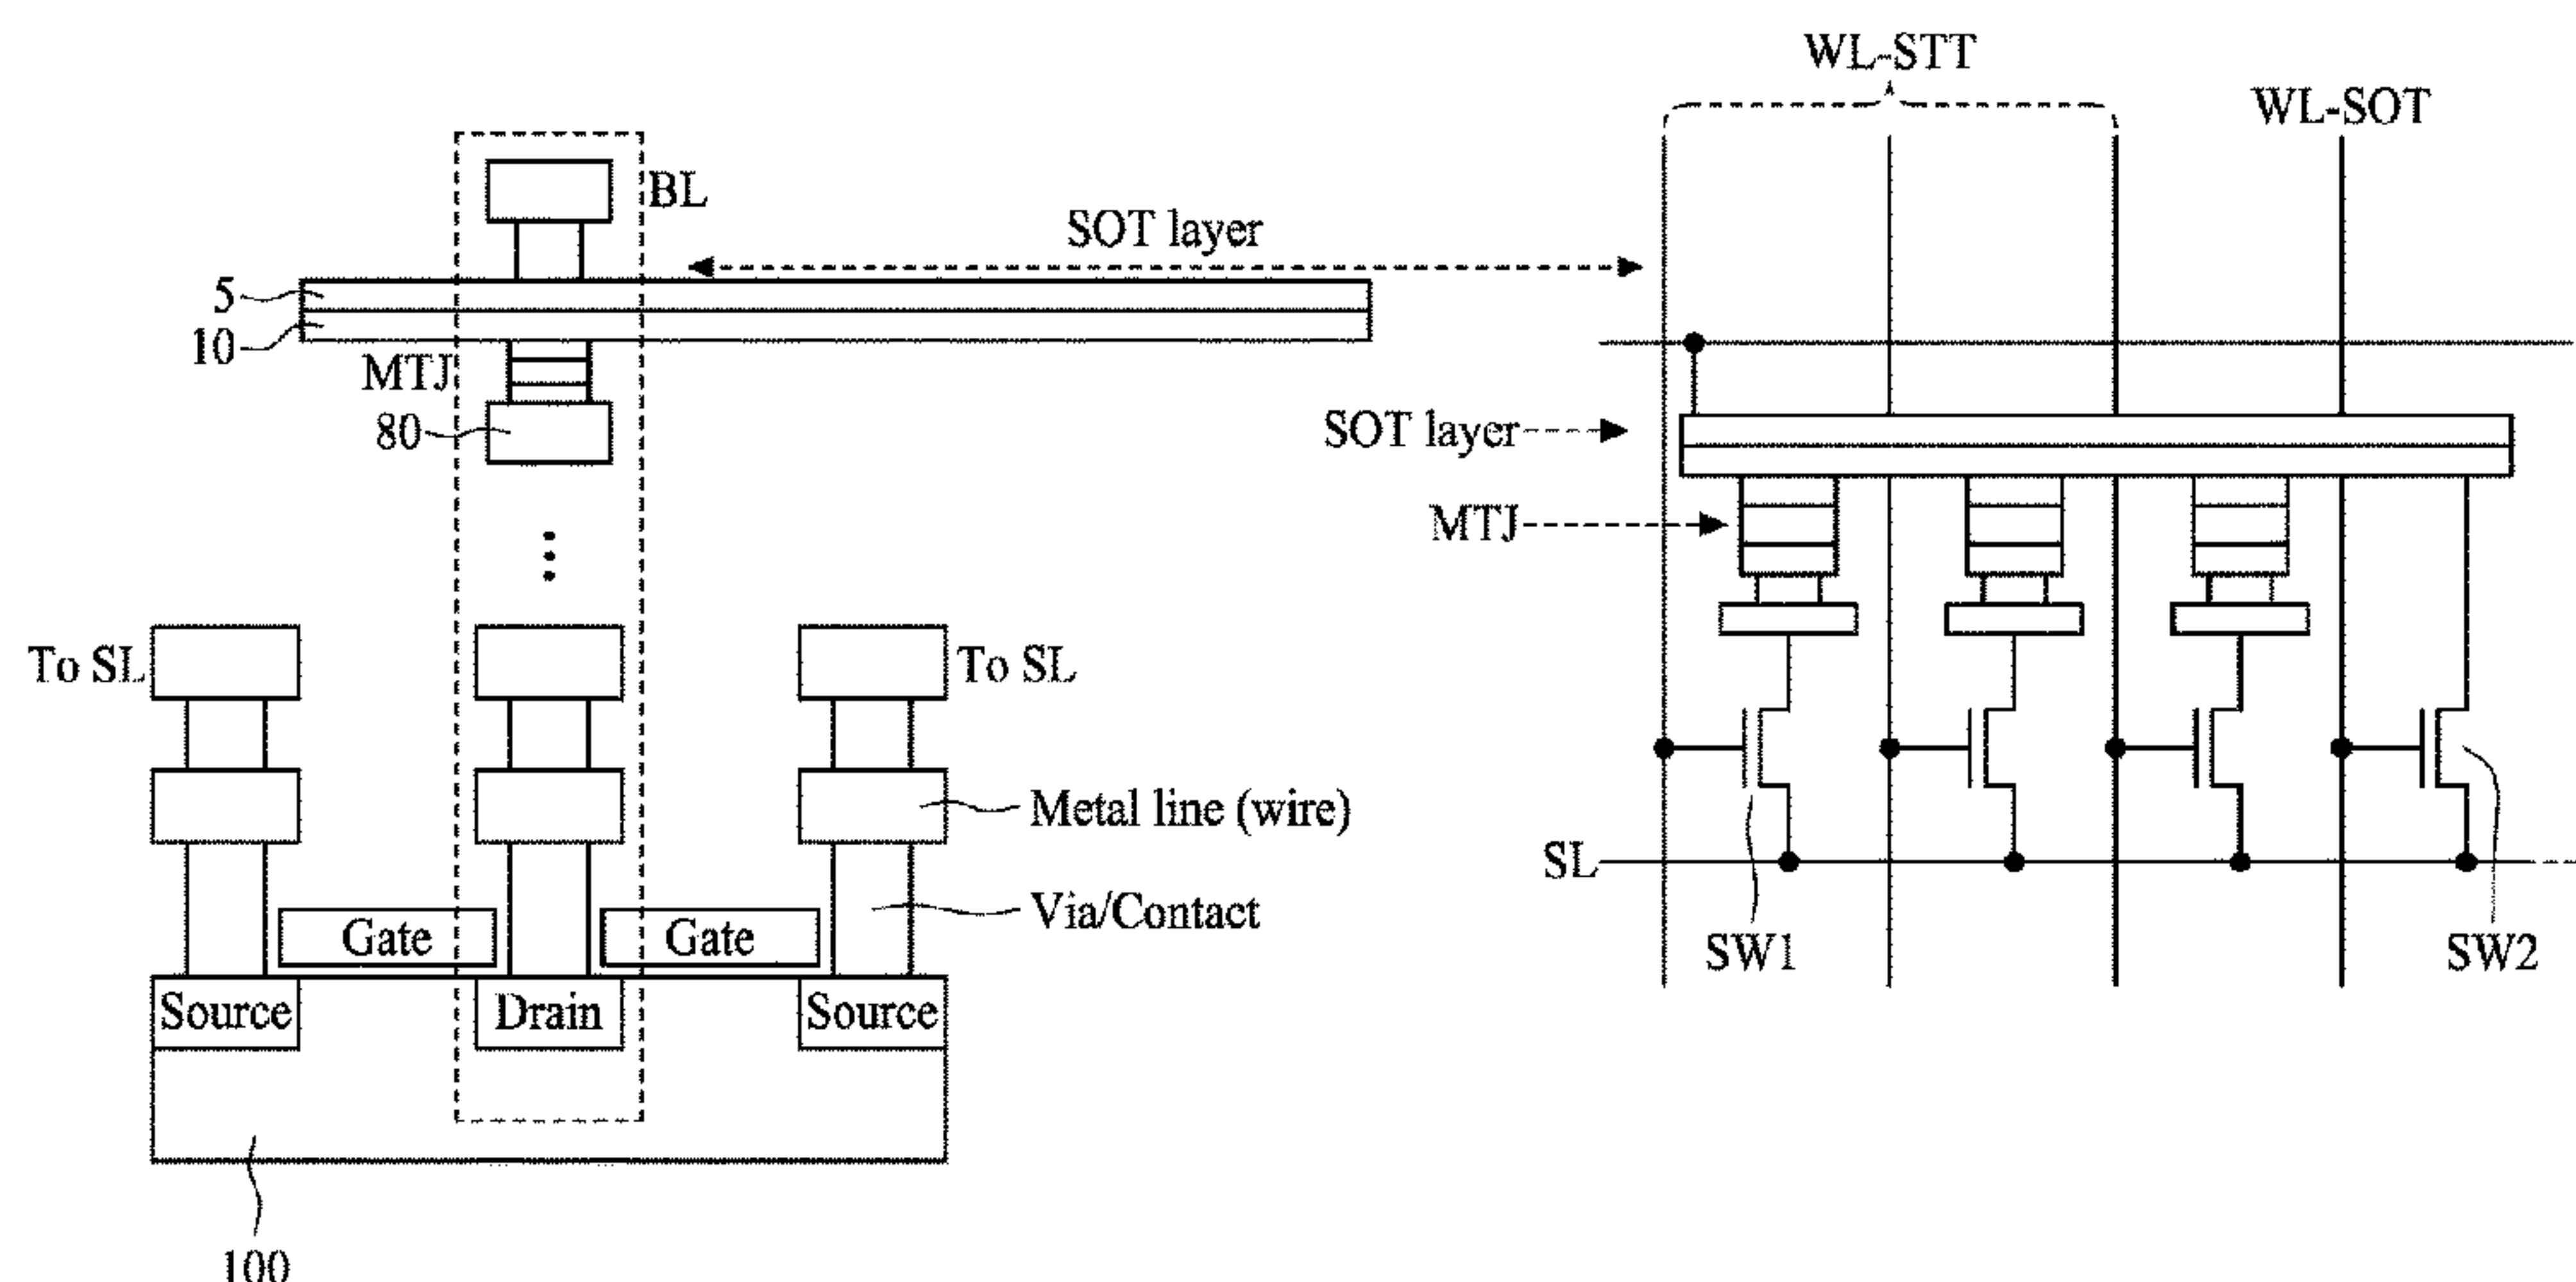 WL-STT
WL-SOT
BL
SOT layer
5
10
MTJ
80
SOT layer
MTJ
To SL
To SL
Metal line (wire)
SL
Via/Contact
Gate
Gate
SW1
SW2
Source
Drain
Source
100